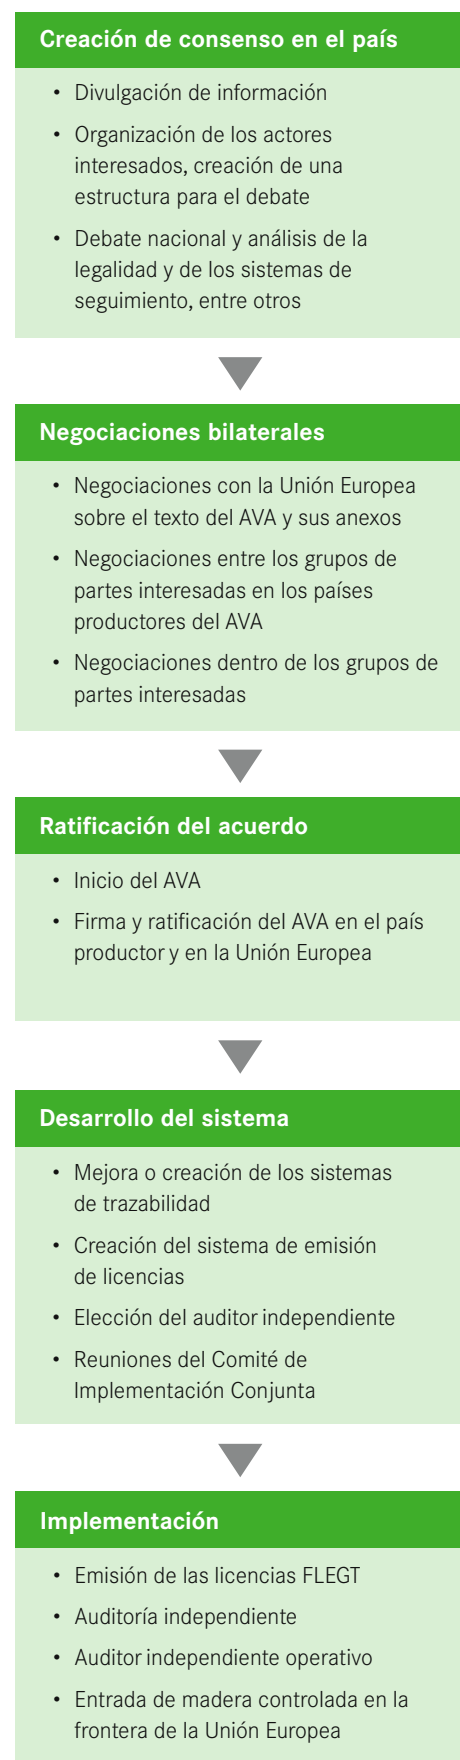 Creación de consenso en el país
• Divulgación de información
• Organización de los actores
interesados, creación de una
estructura para el debate
• Debate nacional y análisis de la
legalidad y de los sistemas de
seguimiento, entre otros
Negociaciones bilaterales
• Negociaciones con la Unión Europea
sobre el texto del AVA y sus anexos
• Negociaciones entre los grupos de
partes interesadas en los países
productores del AVA
• Negociaciones dentro de los grupos de
partes interesadas
Ratificación del acuerdo
• Inicio del AVA
• Firma y ratificación del AVA en el país
productor y en la Unión Europea
Desarrollo del sistema
• Mejora o creación de los sistemas
de trazabilidad
• Creación del sistema de emisión
de licencias
• Elección del auditor independiente
• Reuniones del Comité de
Implementación Conjunta
Implementación
• Emisión de las licencias FLEGT
• Auditoría independiente
• Auditor independiente operativo
• Entrada de madera controlada en la
frontera de la Unión Europea